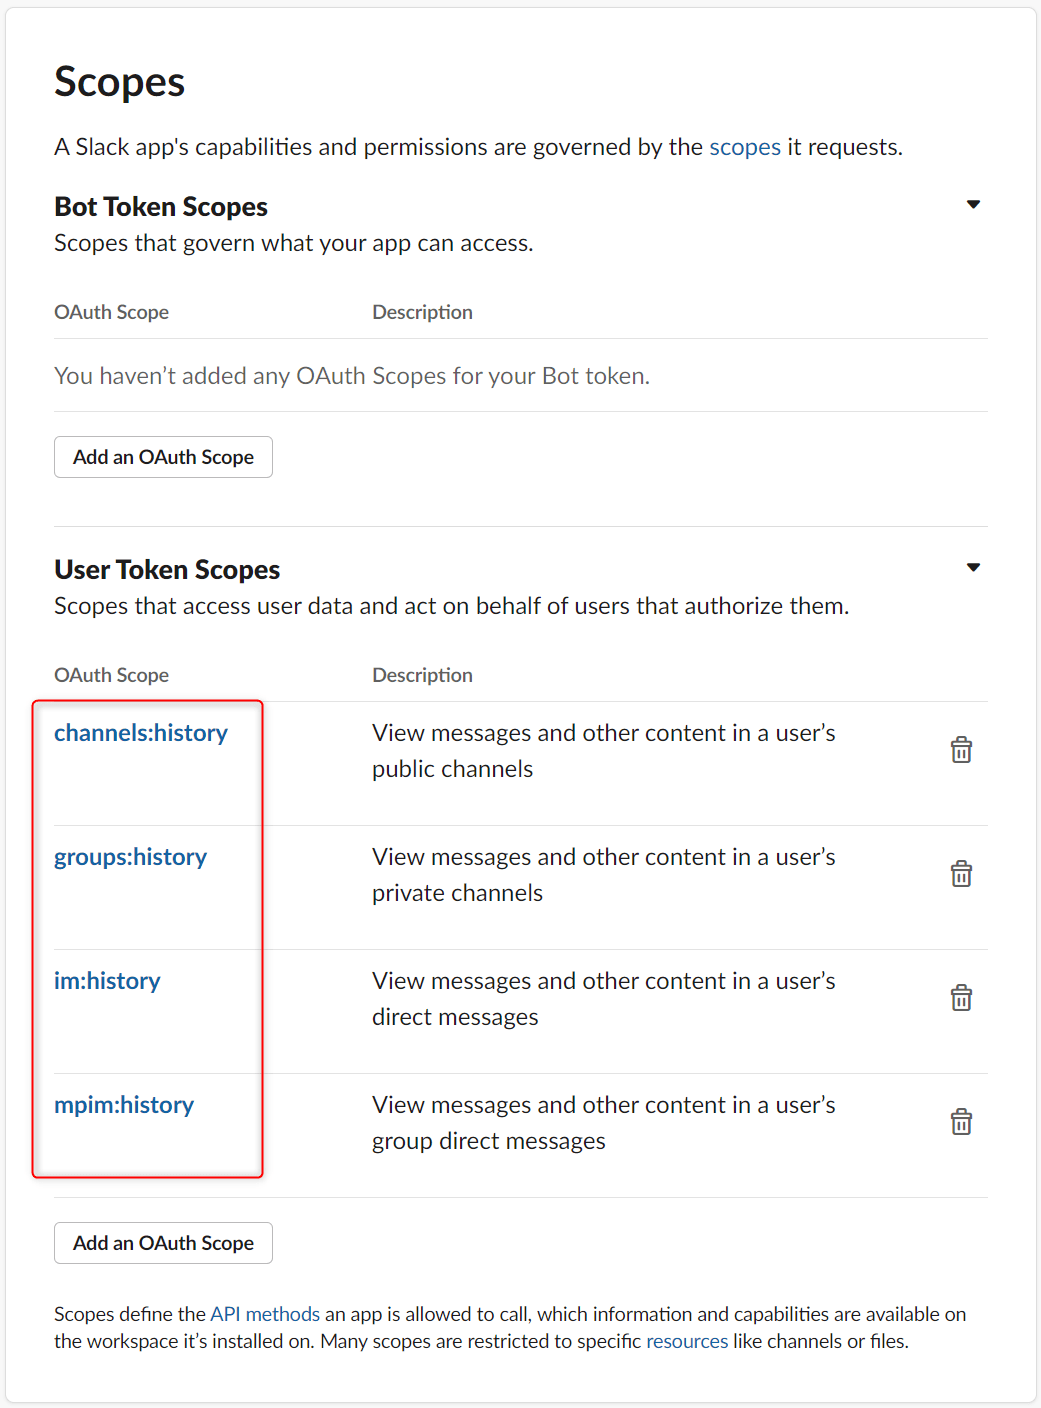 Scopes
A Slack app's capabilities and permissions are governed by the scopes it requests.
Bot Token Scopes
Scopes that govern what your app can access.
OAuth Scope Description
You haven’t added any OAuth Scopes for your Bot token.
Add an OAuth Scope
User Token Scopes
Scopes that access user data and act on behalf of users that authorize them.
OAuth Scope Description
channels:history View messages and other content in a user’s
public channels
groups:history View messages and other content in a user’s
private channels
im:history View messages and other content in a user’s
direct messages
mpim:history View messages and other content in a user’s
group direct messages
Add an OAuth Scope
Scopes define the API methods an app is allowed to call, which information and capabilities are available on
the workspace it’s installed on. Many scopes are restricted to specific resources like channels or files.